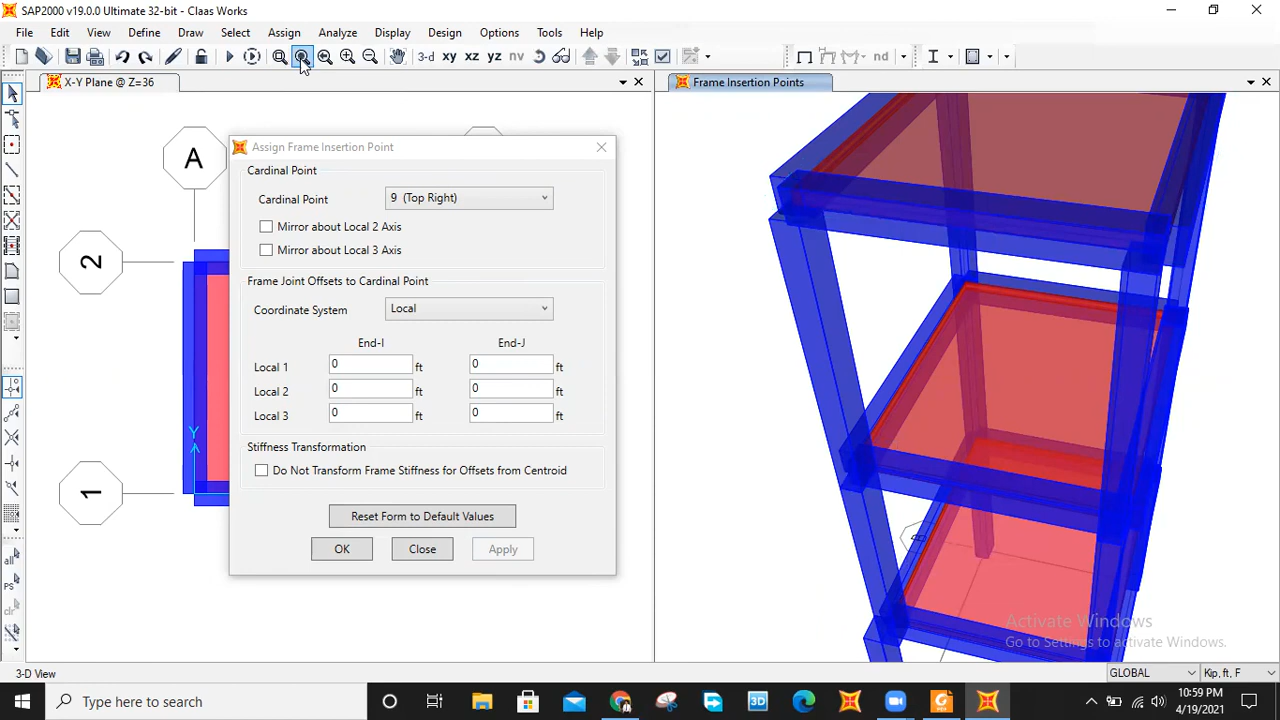 SAP2000 v19.0.0 Ultimate 32-bit - Claas Works
File Edit View Define Draw Select Assign Analyze Display Design Options Tools Help
3-d xy xz yz nv
X-Y Plane @ Z=36
Frame Insertion Points
A
2
1
Y
all
PS
clr
Assign Frame Insertion Point
Cardinal Point
Cardinal Point 9 (Top Right)
Mirror about Local 2 Axis
Mirror about Local 3 Axis
Frame Joint Offsets to Cardinal Point
Coordinate System Local
End-I End-J
Local 1 0 ft 0 ft
Local 2 0 ft 0 ft
Local 3 0 ft 0 ft
Stiffness Transformation
Do Not Transform Frame Stiffness for Offsets from Centroid
Reset Form to Default Values
OK Close Apply
B
Activate Windows
Go to Settings to activate Windows.
3-D View
GLOBAL Kip, ft, F
Type here to search
3D
10:59 PM
4/19/2021